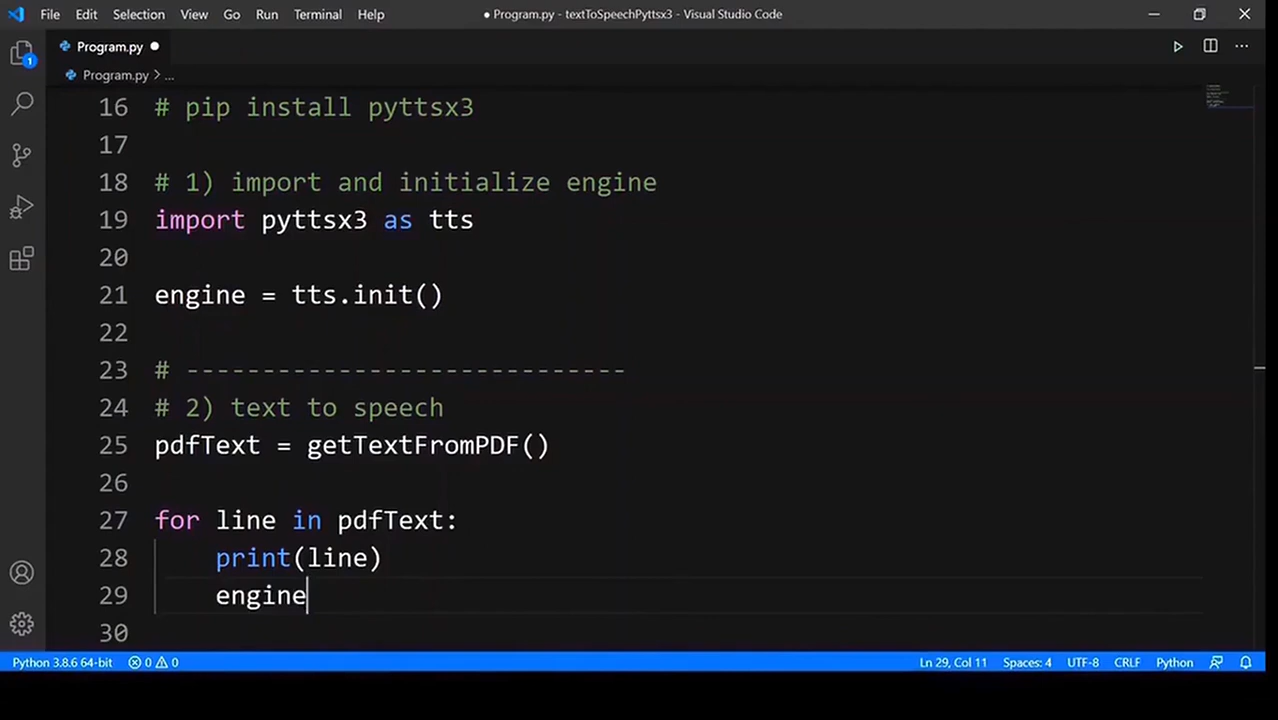 File Edit Selection View Go Run Terminal Help ● Program.py - textToSpeechPyttsx3 - Visual Studio Code
Program.py ●
Program.py > ...
1
16 # pip install pyttsx3
17
18 # 1) import and initialize engine
19 import pyttsx3 as tts
20
21 engine = tts.init()
22
23 # -----------------------------
24 # 2) text to speech
25 pdfText = getTextFromPDF()
26
27 for line in pdfText:
28 print(line)
29 engine
30
Python 3.8.6 64-bit 0 0 Ln 29, Col 11 Spaces: 4 UTF-8 CRLF Python